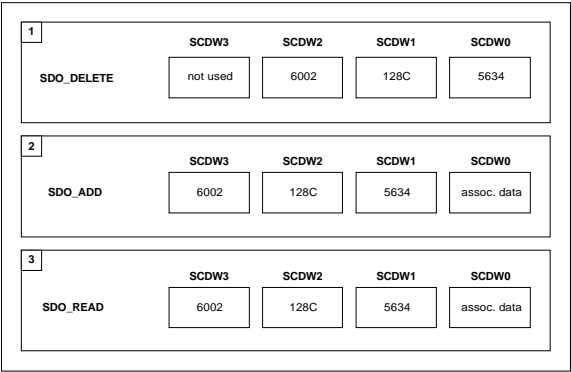 1
SCDW3 SCDW2 SCDW1 SCDW0
SDO_DELETE not used 6002 128C 5634
2
SCDW3 SCDW2 SCDW1 SCDW0
SDO_ADD 6002 128C 5634 assoc. data
3
SCDW3 SCDW2 SCDW1 SCDW0
SDO_READ 6002 128C 5634 assoc. data